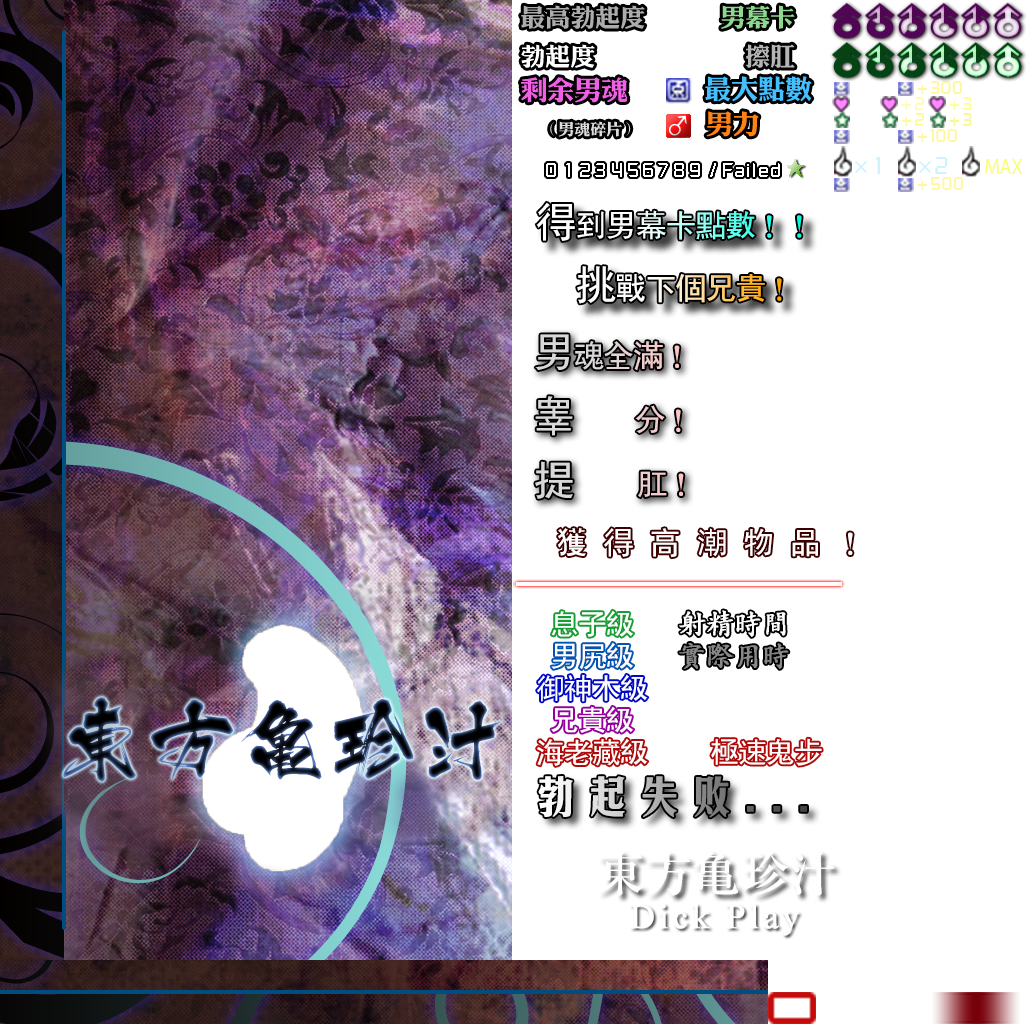 最高勃起度 男幕卡
勃起度 擦肛
剩余男魂 最大點數
(男魂碎片) 男力
0123456789/Failed
+300
+2 +3
+2 +3
+100
×1 ×2 MAX
+500
得到男幕卡點數！！
挑戰下個兄貴！
男魂全滿！
睾 分！
提 肛！
獲得高潮物品！
息子級 射精時間
男尻級 實際用時
御神木級
兄貴級
海老藏級 極速鬼步
勃起失败...
東方亀珍汁
Dick Play
東方亀珍汁